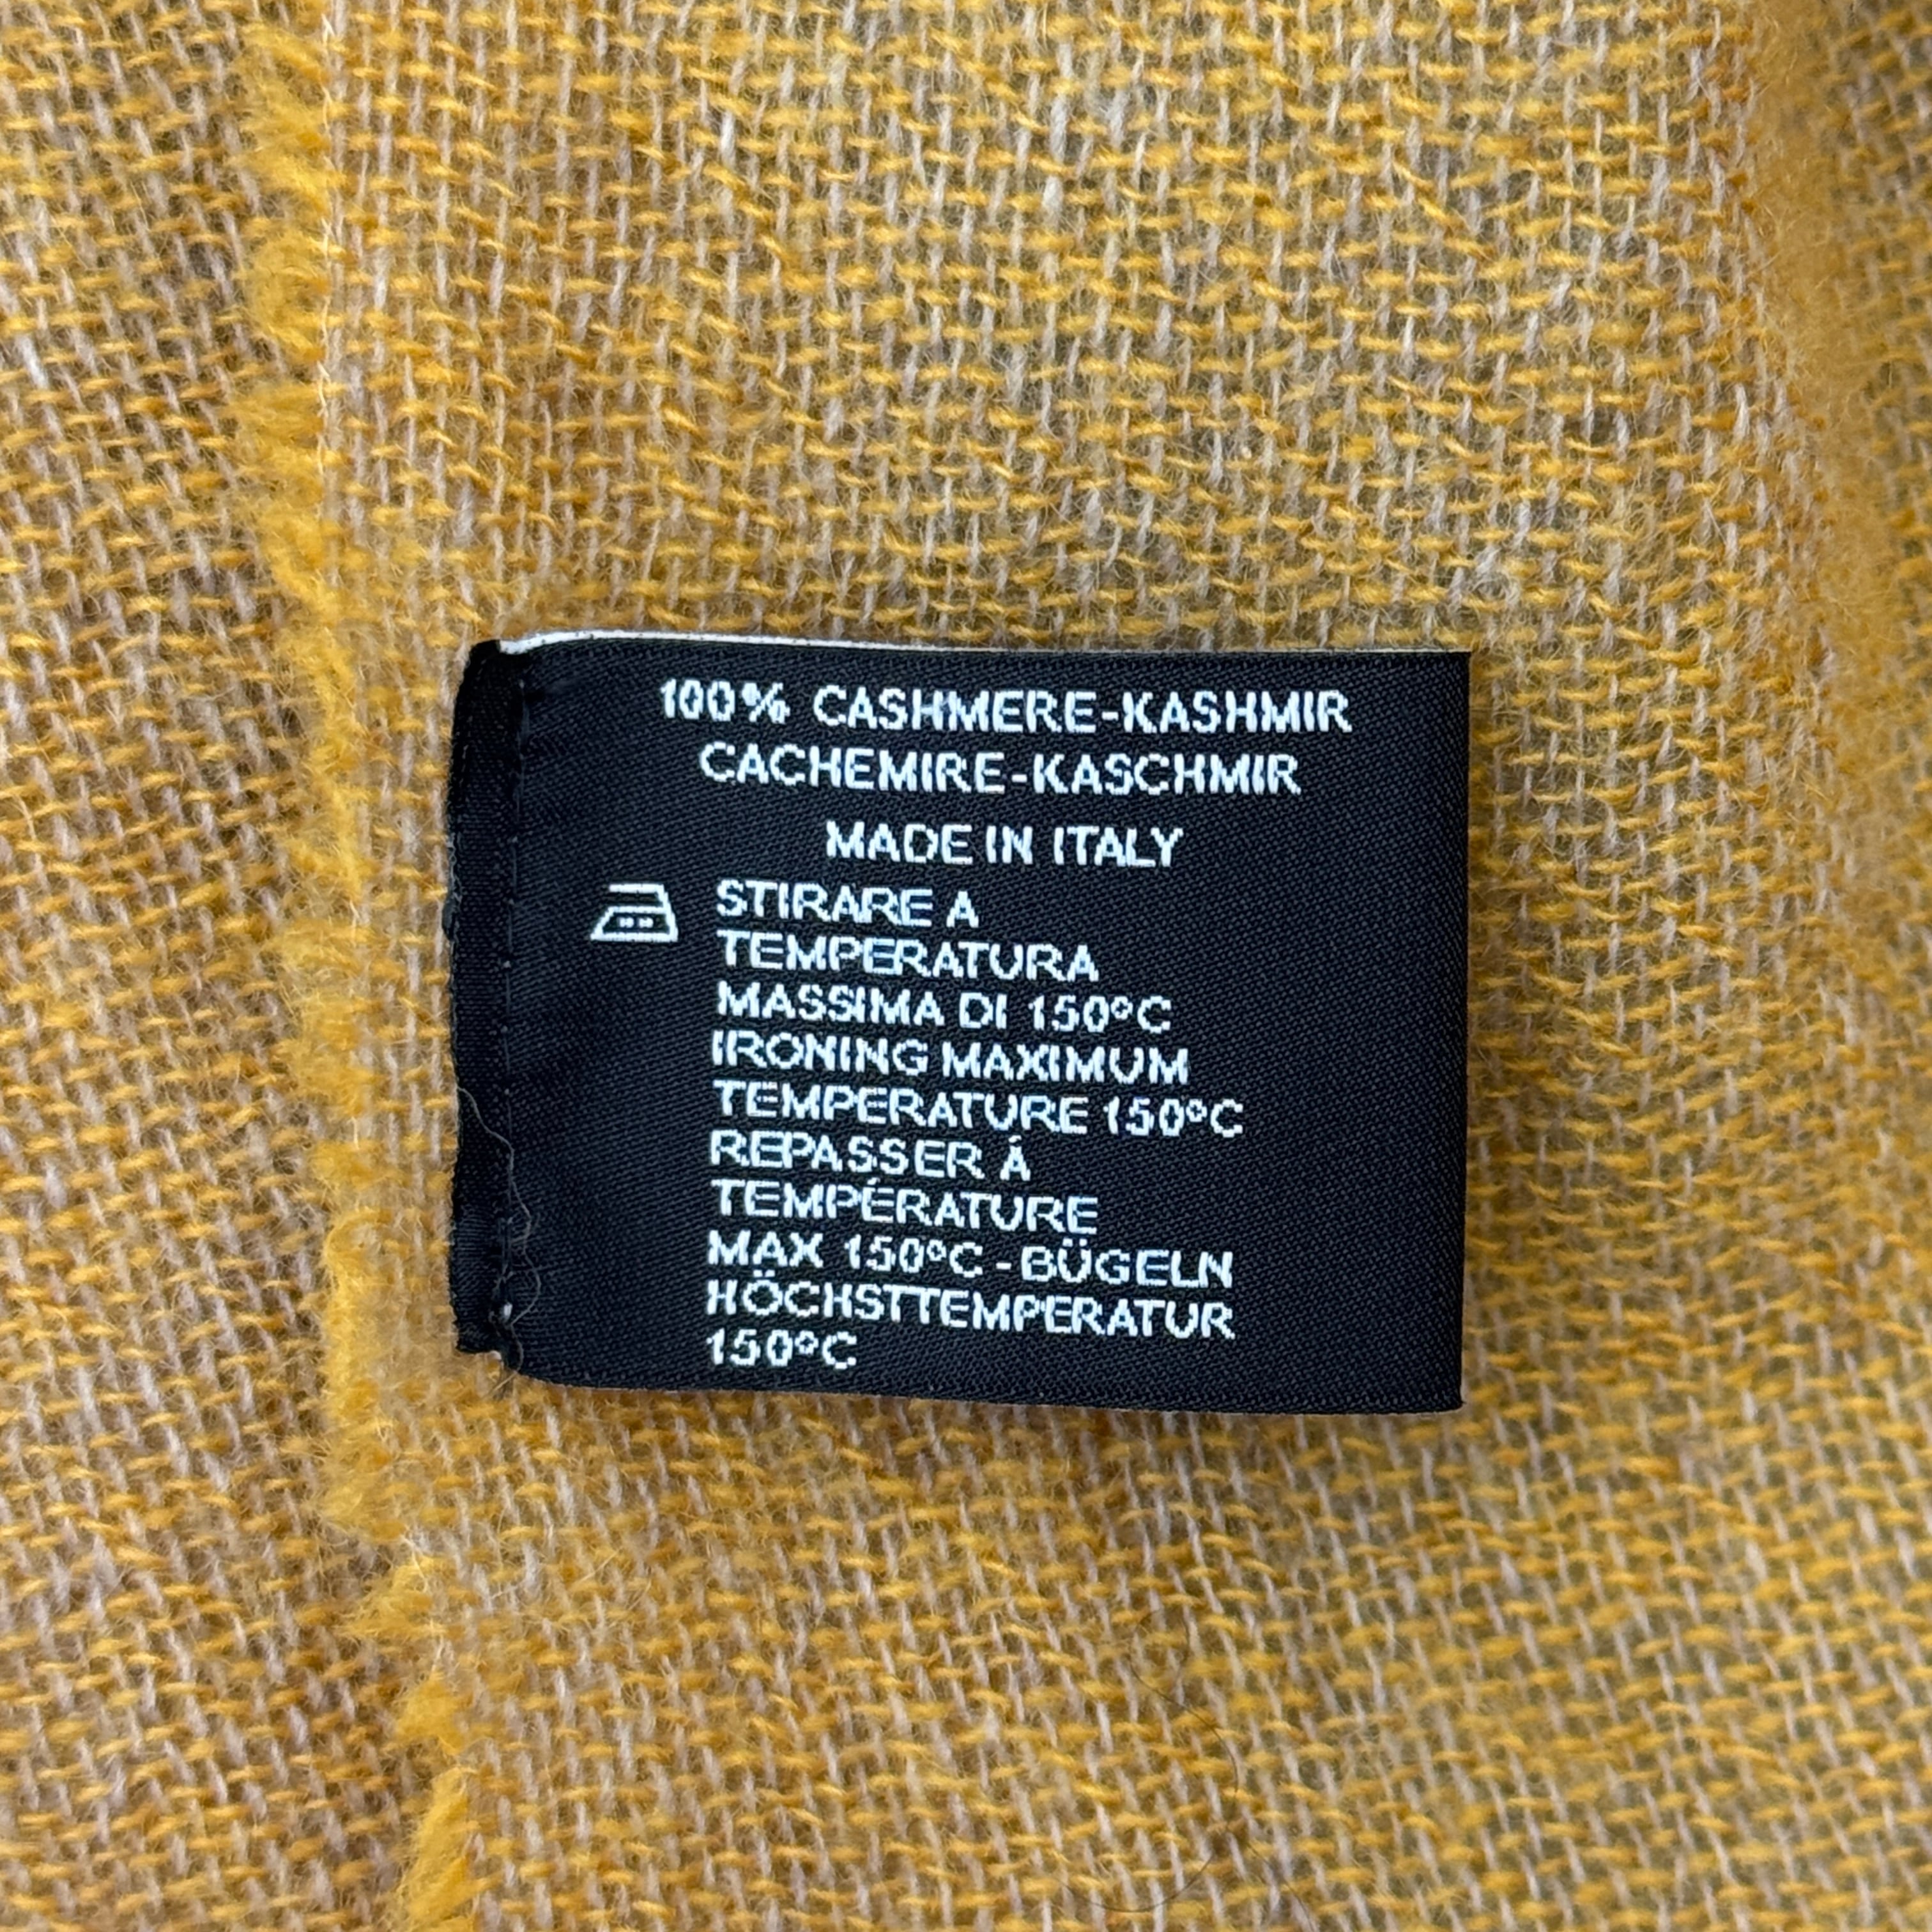 100% CASHMERE-KASHMIR
CACHEMIRE-KASCHMIR
MADE IN ITALY
STIRARE A
TEMPERATURA
MASSIMA DI 150°C
IRONING MAXIMUM
TEMPERATURE 150°C
REPASSER À
TEMPÉRATURE
MAX 150°C - BÜGELN
HÖCHSTTEMPERATUR
150°C